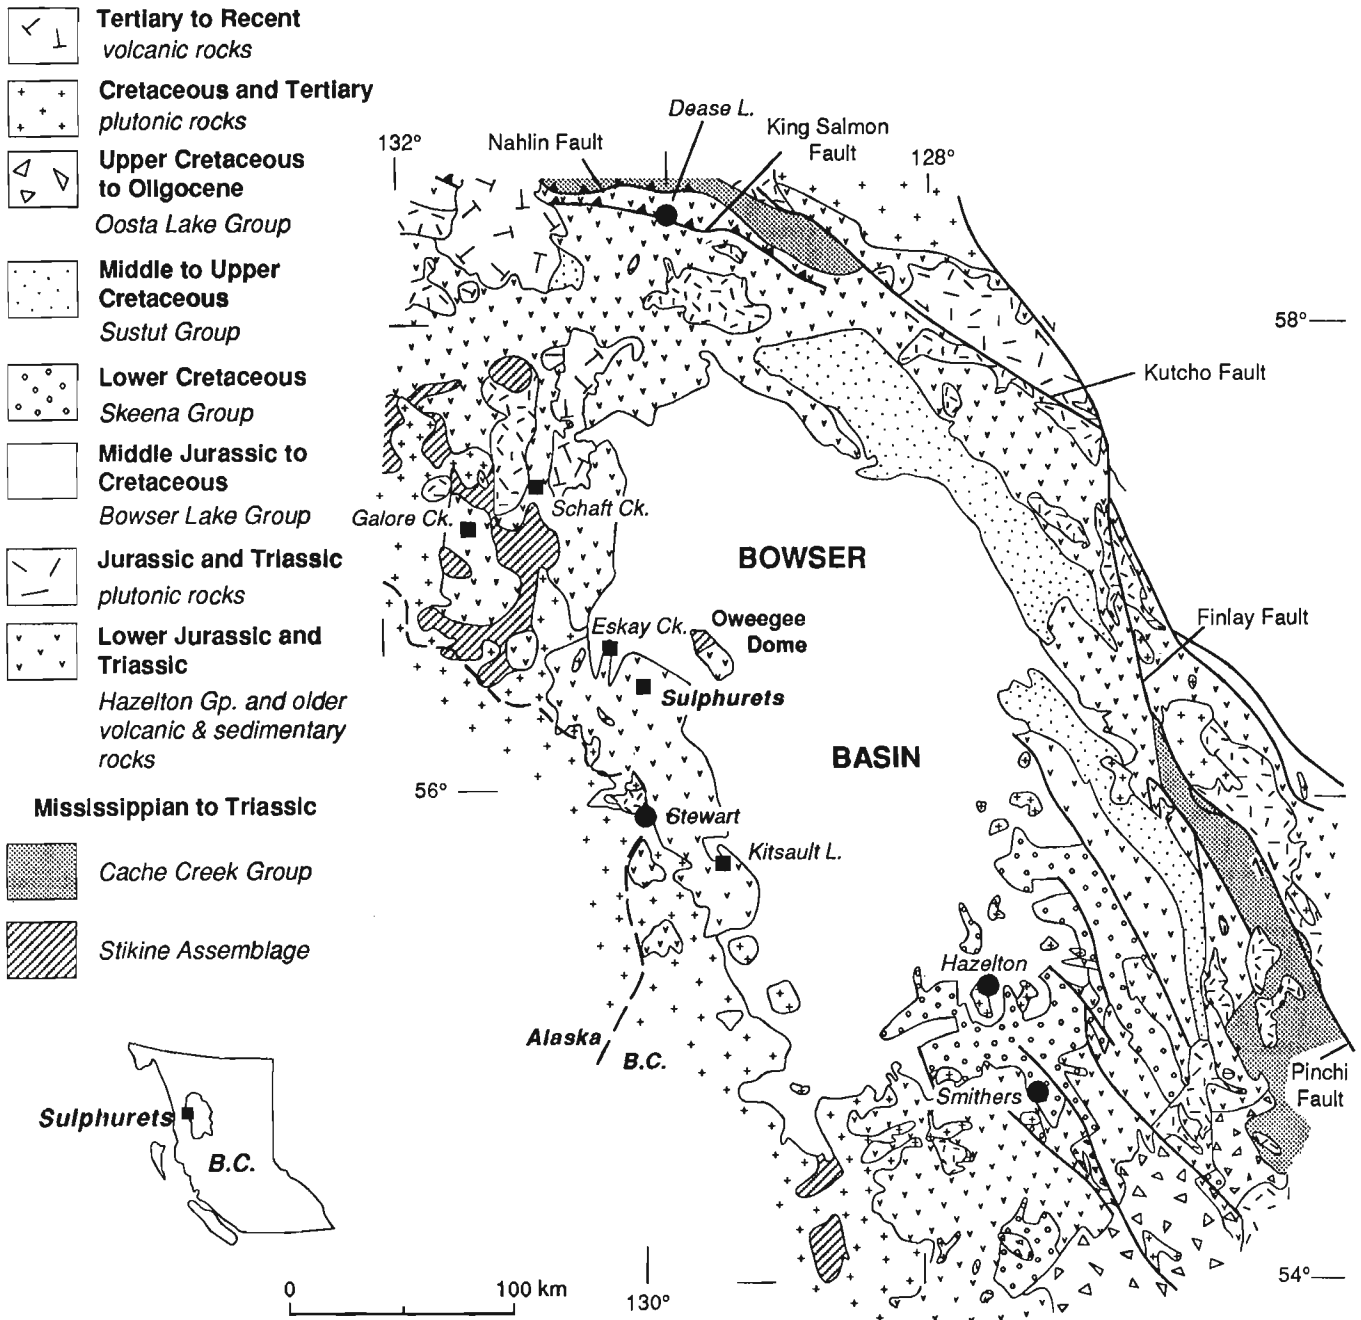 Tertiary to Recent
volcanic rocks
Cretaceous and Tertiary
plutonic rocks
Upper Cretaceous
to Oligocene
Oosta Lake Group
Middle to Upper
Cretaceous
Sustut Group
Lower Cretaceous
Skeena Group
Middle Jurassic to
Cretaceous
Bowser Lake Group
Jurassic and Triassic
plutonic rocks
Lower Jurassic and
Triassic
Hazelton Gp. and older
volcanic & sedimentary
rocks
Mississippian to Triassic
Cache Creek Group
Stikine Assemblage
132°
Nahlin Fault
Dease L.
King Salmon
Fault
128°
58°
Kutcho Fault
Galore Ck.
Schaft Ck.
BOWSER
Eskay Ck.
Oweegee
Dome
Finlay Fault
Sulphurets
BASIN
56°
Stewart
Kitsault L.
Hazelton
Alaska
B.C.
Smithers
Pinchi
Fault
Sulphurets
B.C.
0
100 km
130°
54°